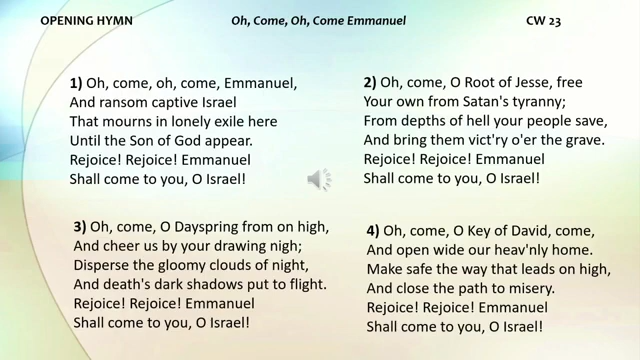 OPENING HYMN Oh, Come, Oh, Come Emmanuel CW 23
1) Oh, come, oh, come, Emmanuel,
And ransom captive Israel
That mourns in lonely exile here
Until the Son of God appear.
Rejoice! Rejoice! Emmanuel
Shall come to you, O Israel!
2) Oh, come, O Root of Jesse, free
Your own from Satan's tyranny;
From depths of hell your people save,
And bring them vict'ry o'er the grave.
Rejoice! Rejoice! Emmanuel
Shall come to you, O Israel!
3) Oh, come, O Dayspring from on high,
And cheer us by your drawing nigh;
Disperse the gloomy clouds of night,
And death's dark shadows put to flight.
Rejoice! Rejoice! Emmanuel
Shall come to you, O Israel!
4) Oh, come, O Key of David, come,
And open wide our heav'nly home.
Make safe the way that leads on high,
And close the path to misery.
Rejoice! Rejoice! Emmanuel
Shall come to you, O Israel!